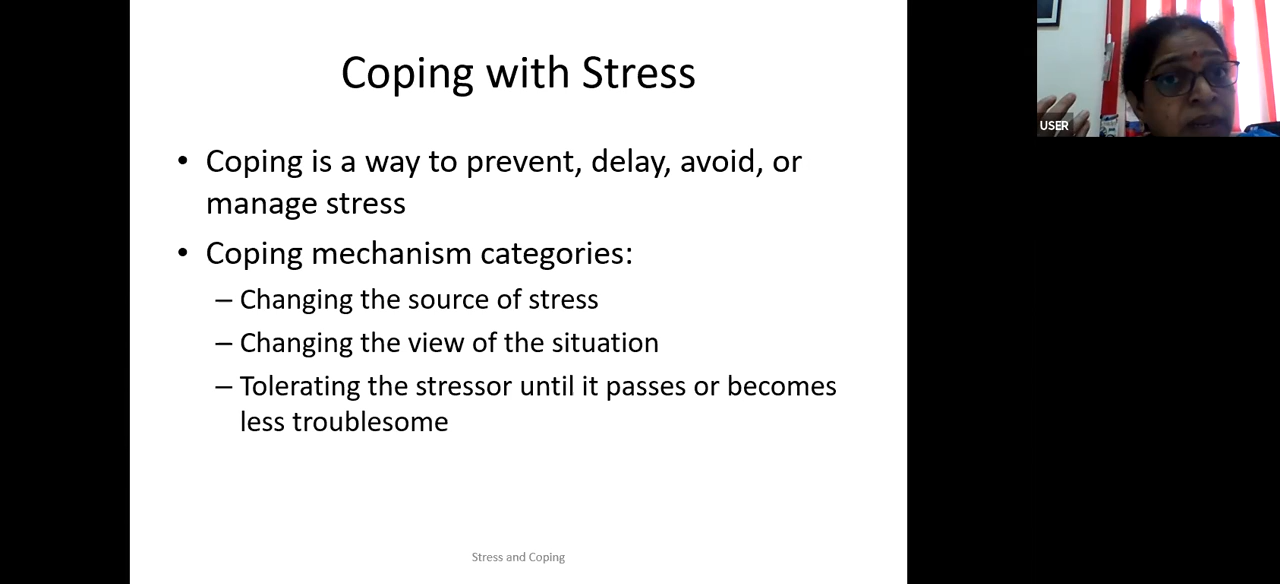 Coping with Stress
• Coping is a way to prevent, delay, avoid, or
manage stress
• Coping mechanism categories:
– Changing the source of stress
– Changing the view of the situation
– Tolerating the stressor until it passes or becomes
less troublesome
Stress and Coping
USER